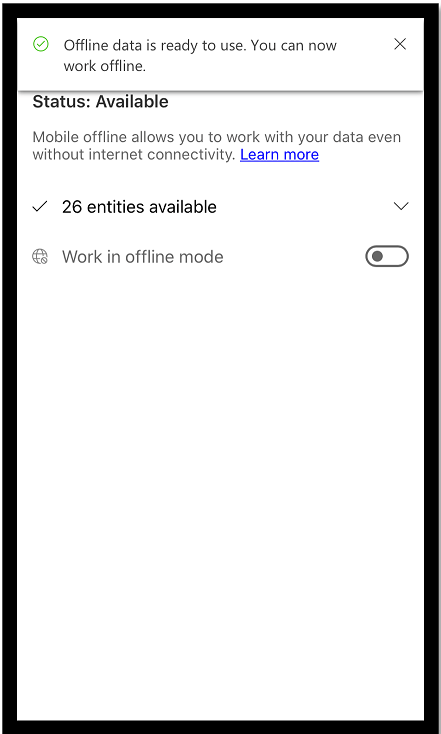 Offline data is ready to use. You can now
work offline.
Status: Available
Mobile offline allows you to work with your data even
without internet connectivity. Learn more
26 entities available
Work in offline mode